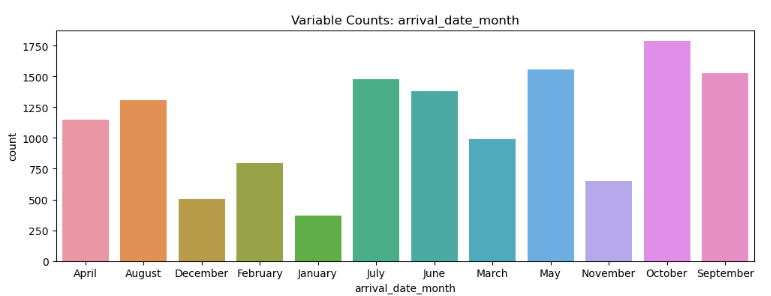 Variable Counts: arrival_date_month
1750
1500
1250
1000
750
500
250
0
count
April August December February January July June March May November October September
arrival_date_month